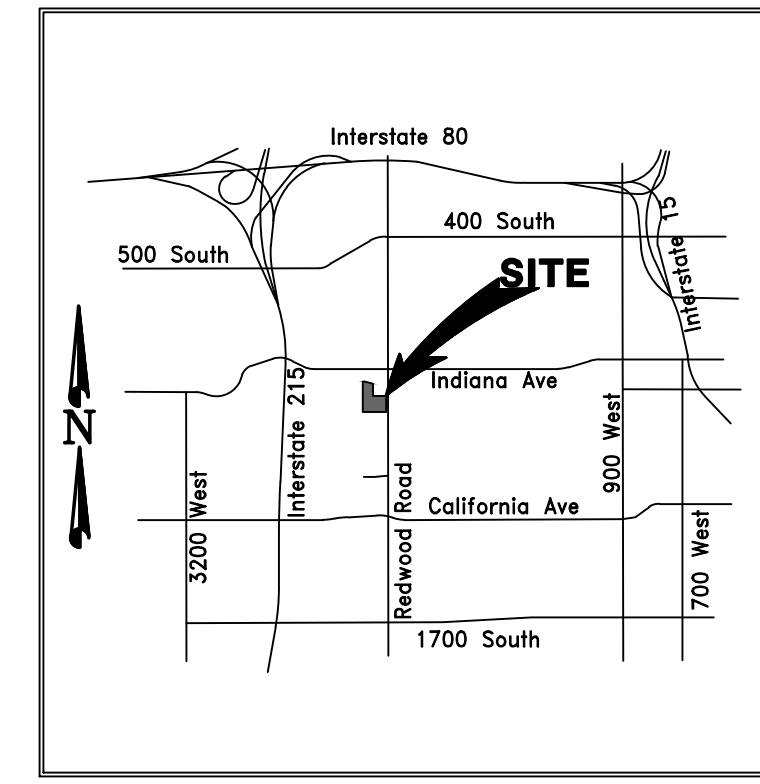 Interstate 80
400 South
500 South
Interstate 15
SITE
Indiana Ave
Interstate 215
900 West
N
3200 West
Redwood Road
California Ave
700 West
1700 South